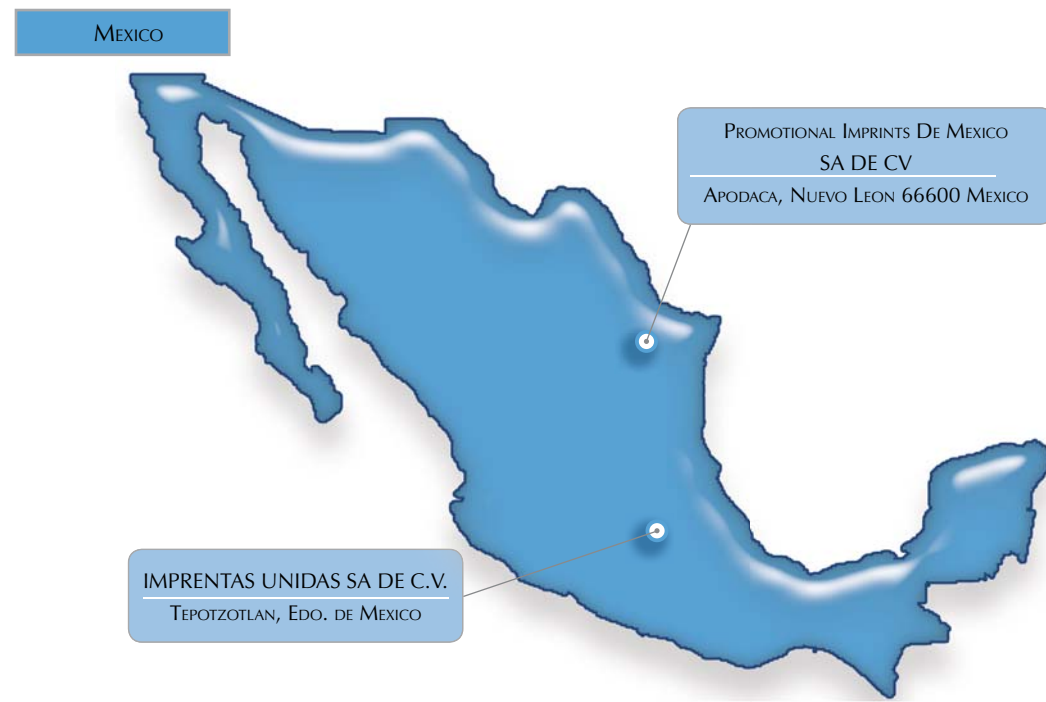 Mexico
Promotional Imprints De Mexico
SA DE CV
Apodaca, Nuevo Leon 66600 Mexico
IMPRENTAS UNIDAS SA DE C.V.
Tepotzotlan, Edo. de Mexico